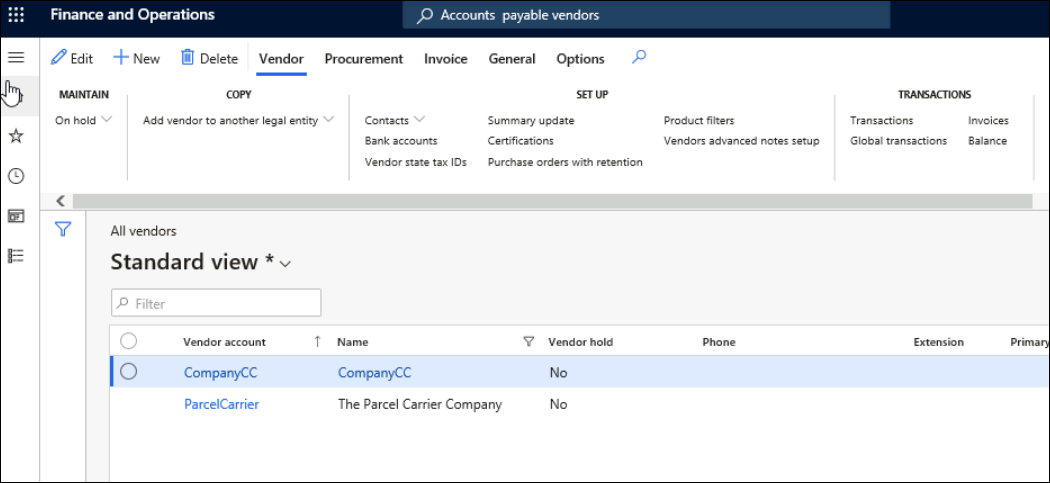 Finance and Operations
Accounts payable vendors
Edit New Delete Vendor Procurement Invoice General Options
MAINTAIN COPY SET UP TRANSACTIONS
On hold Add vendor to another legal entity Contacts Summary update Product filters Transactions Invoices
Bank accounts Certifications Vendors advanced notes setup Global transactions Balance
Vendor state tax IDs Purchase orders with retention
All vendors
Standard view *
Filter
Vendor account Name Vendor hold Phone Extension Primary
CompanyCC CompanyCC No
ParcelCarrier The Parcel Carrier Company No